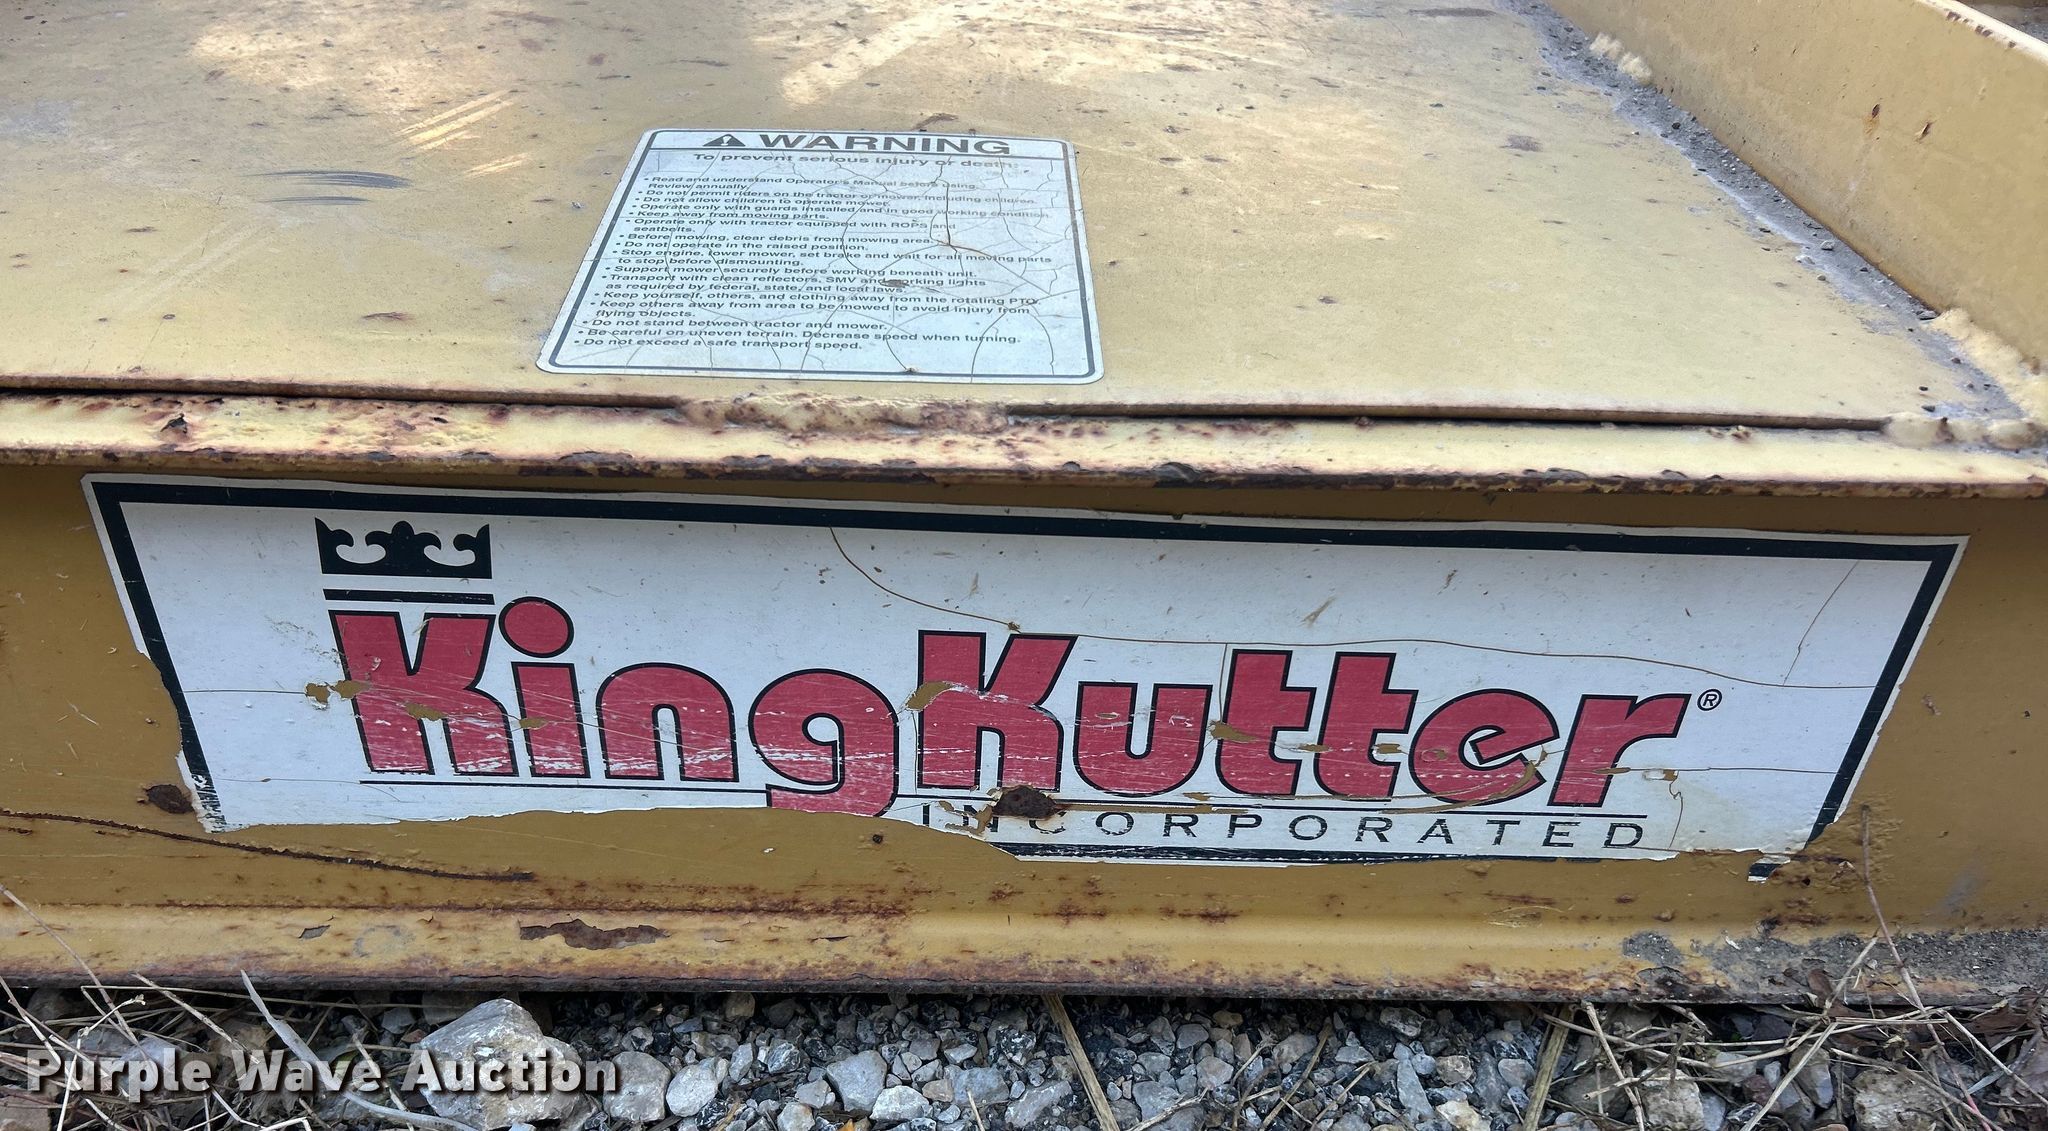 WARNING
To prevent serious injury or death:
• Read and understand Operator's Manual before using.
Review annually.
• Do not permit riders on the tractor or mower, including children.
• Do not allow children to operate mower.
• Operate only with guards installed and in good working condition.
• Keep away from moving parts.
• Operate only with tractor equipped with ROPS and
seatbelts.
• Before mowing, clear debris from mowing area.
• Do not operate in the raised position.
• Stop engine, lower mower, set brake and wait for all moving parts
to stop before dismounting.
• Support mower securely before working beneath unit.
• Transport with clean reflectors, SMV and working lights
as required by federal, state, and local laws.
• Keep yourself, others, and clothing away from the rotating PTO.
• Keep others away from area to be mowed to avoid injury from
flying objects.
• Do not stand between tractor and mower.
• Be careful on uneven terrain. Decrease speed when turning.
• Do not exceed a safe transport speed.
KingKutter®
INCORPORATED
Purple Wave Auction